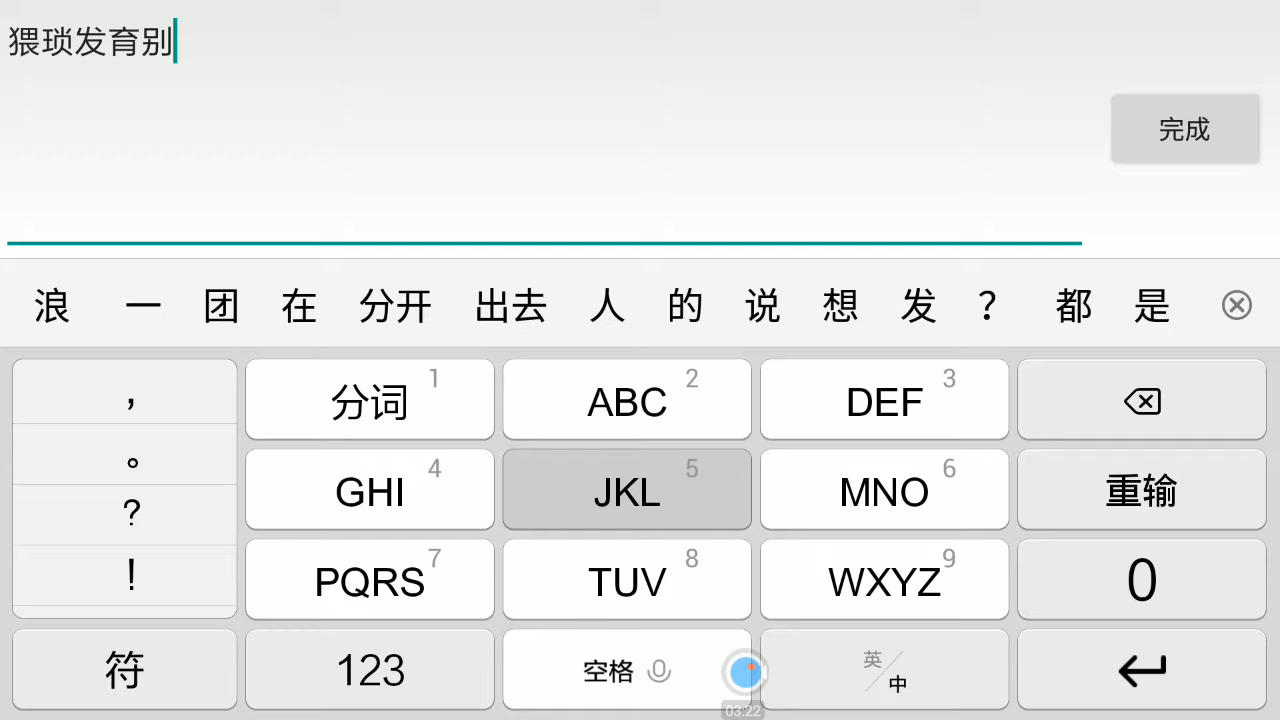 猥琐发育别
完成
浪 一 团 在 分开 出去 人 的 说 想 发 ？ 都 是
， 分词 1 ABC 2 DEF 3
。 GHI 4 JKL 5 MNO 6 重输
?
! PQRS 7 TUV 8 WXYZ 9 0
符 123 空格 英/中
03:22